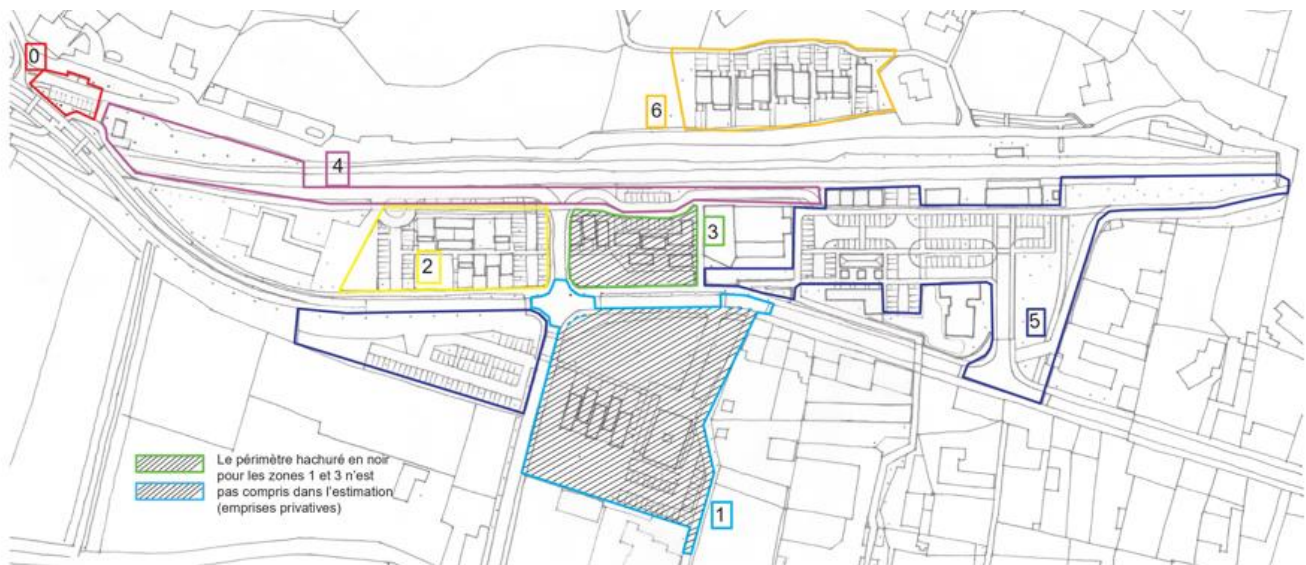 0
6
4
3
2
5
Le périmètre hachuré en noir
pour les zones 1 et 3 n'est
pas compris dans l'estimation
(emprises privatives)
1